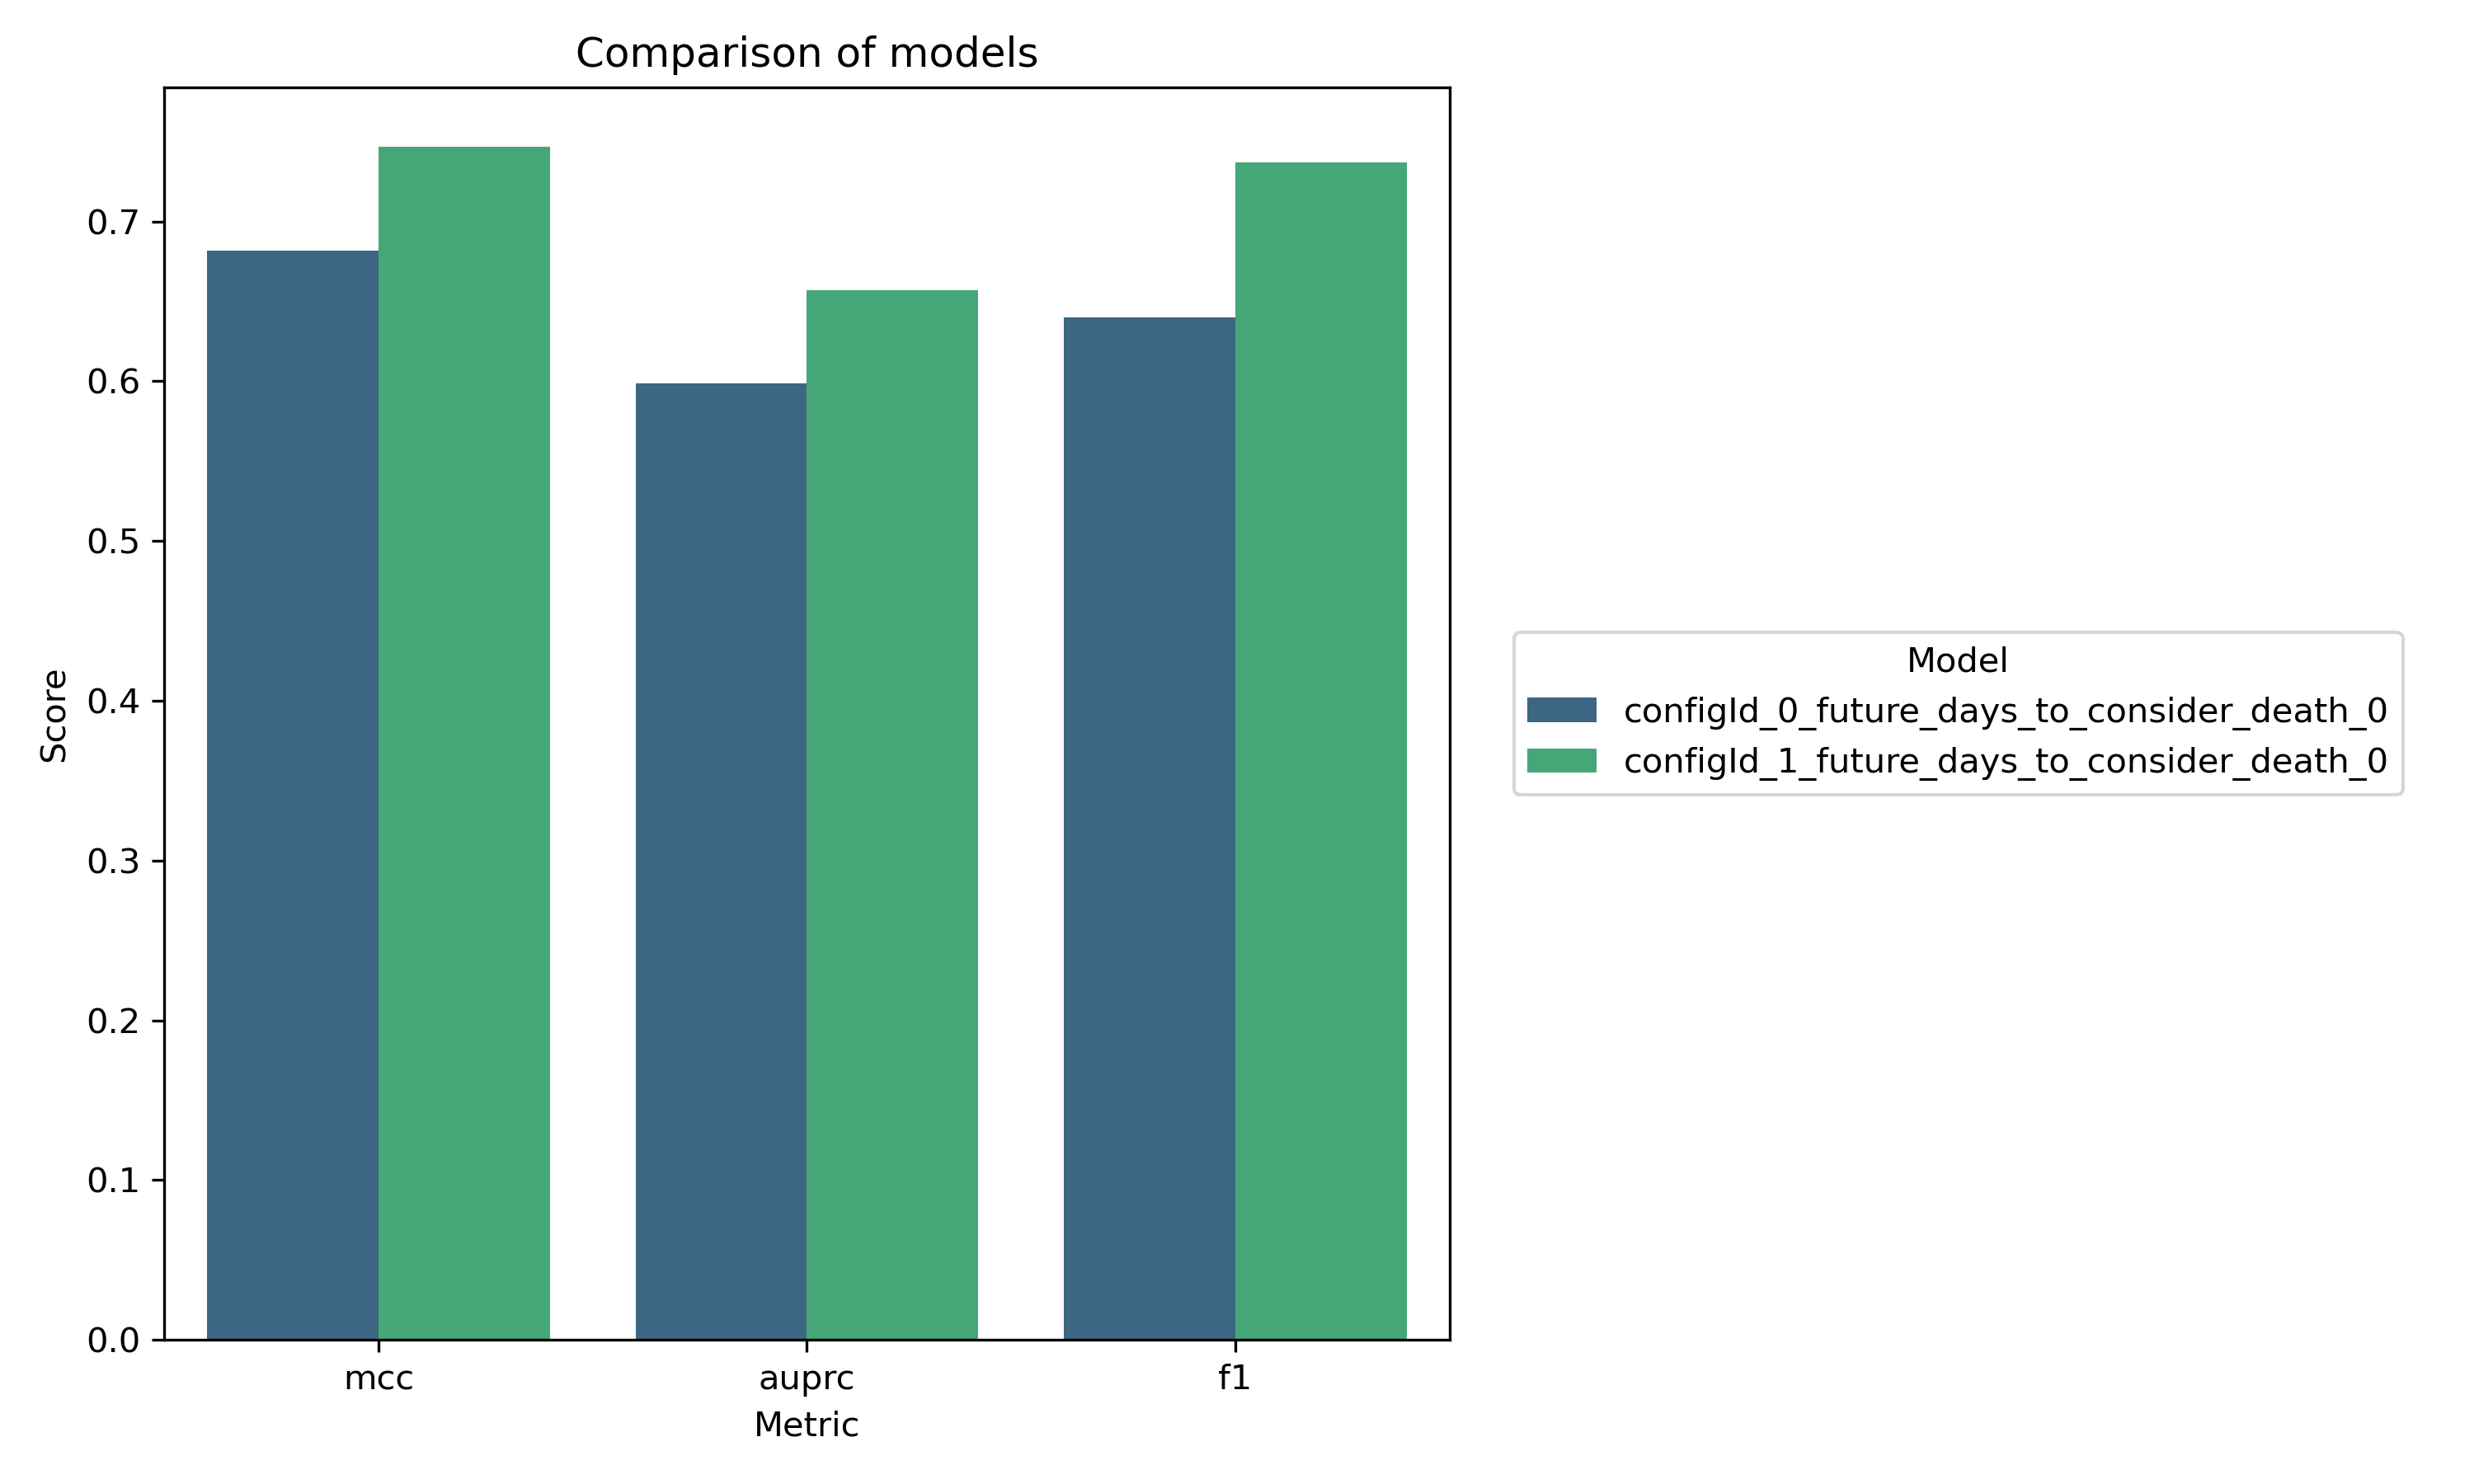 Comparison of models
Score
0.7
0.6
0.5
0.4
0.3
0.2
0.1
0.0
mcc auprc f1
Metric
Model
configId_0_future_days_to_consider_death_0
configId_1_future_days_to_consider_death_0